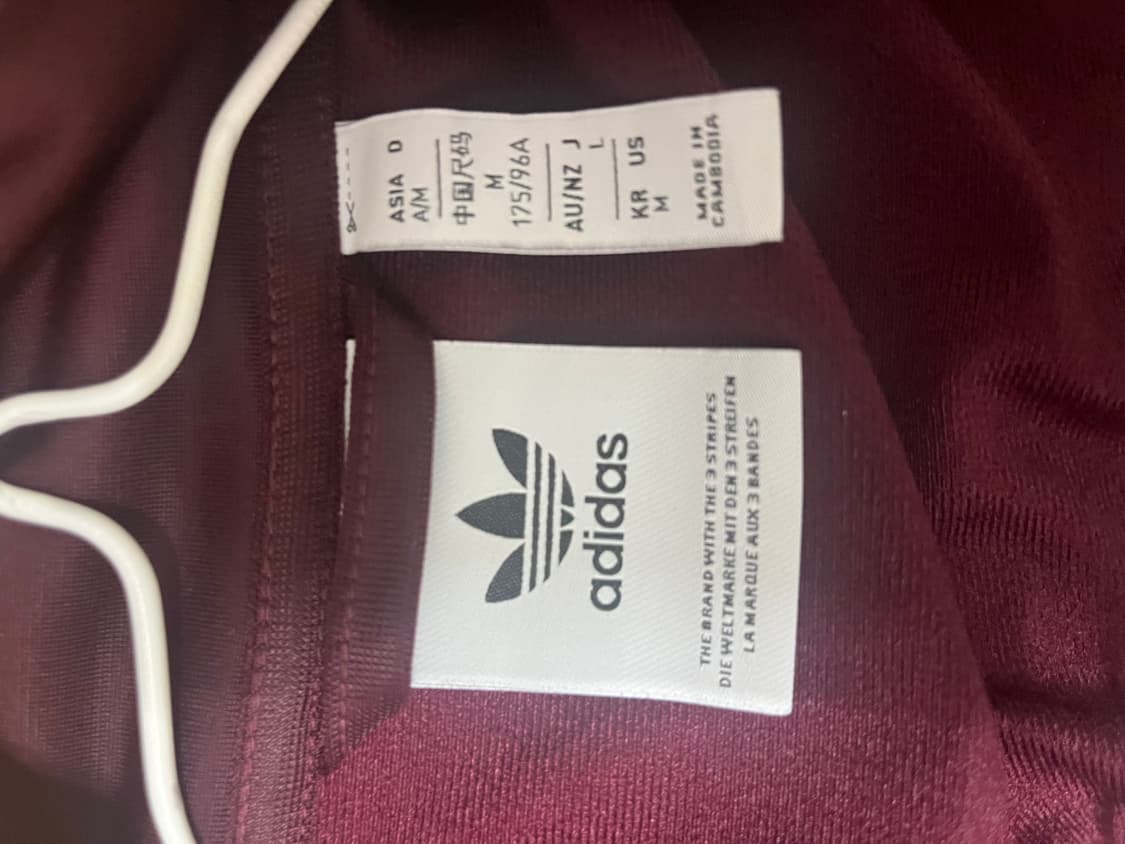 adidas
THE BRAND WITH THE 3 STRIPES
DIE WELTMARKE MIT DEN 3 STREIFEN
LA MARQUE AUX 3 BANDES
ASIA D
A/M
中国尺码
M
175/96A
AU/NZ J
L
KR US
M
MADE IN
CAMBODIA